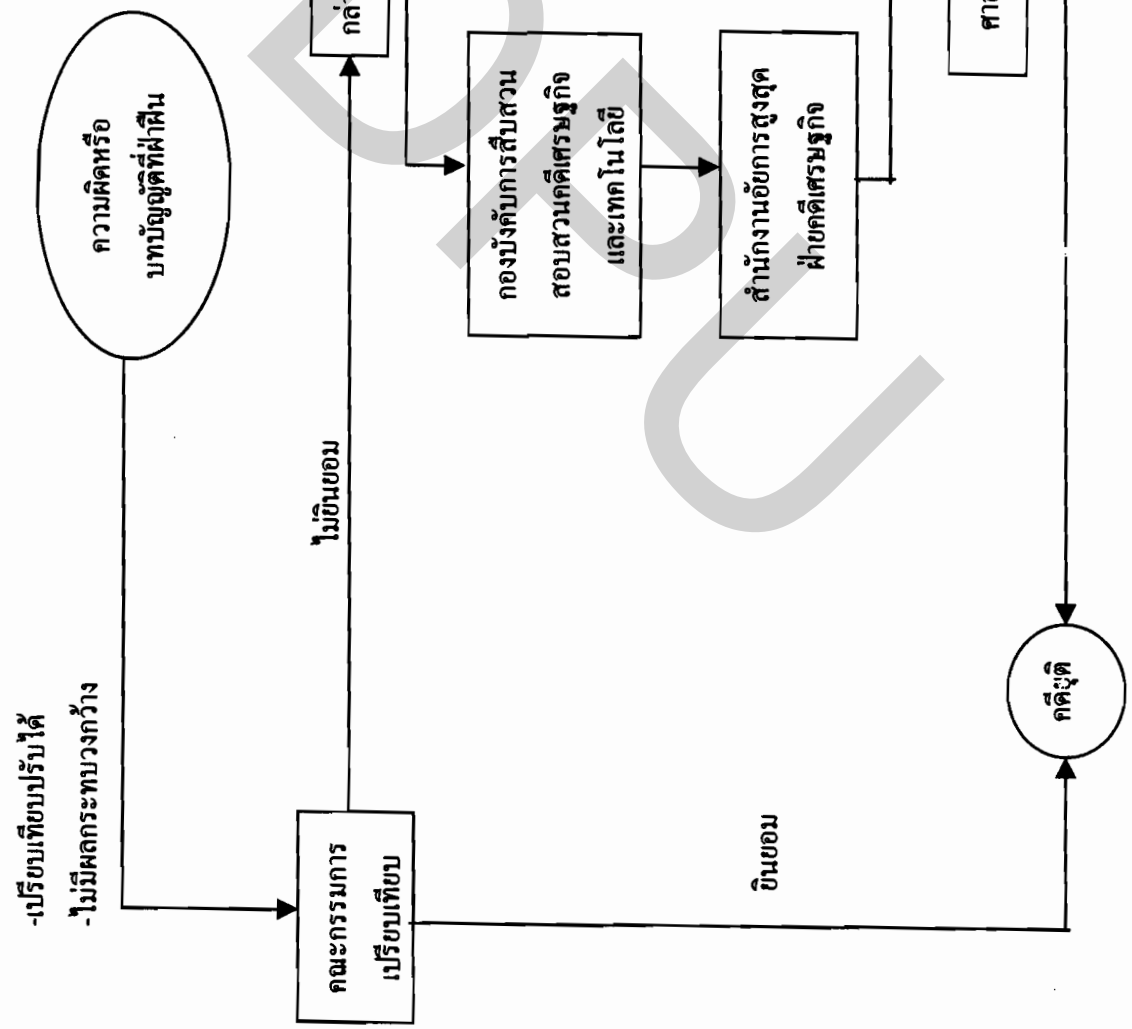 ความผิดหรือ
บทบัญญัติที่ฝ่าฝืน
-เปรียบเทียบปรับได้
-ไม่มีผลกระทบวงกว้าง
คณะกรรมการ
เปรียบเทียบ
ไม่ยินยอม
กองบังคับการสืบสวน
สอบสวนคดีเศรษฐกิจ
และเทคโนโลยี
สำนักงานอัยการสูงสุด
ฝ่ายคดีเศรษฐกิจ
ยินยอม
คดียุติ
DPU